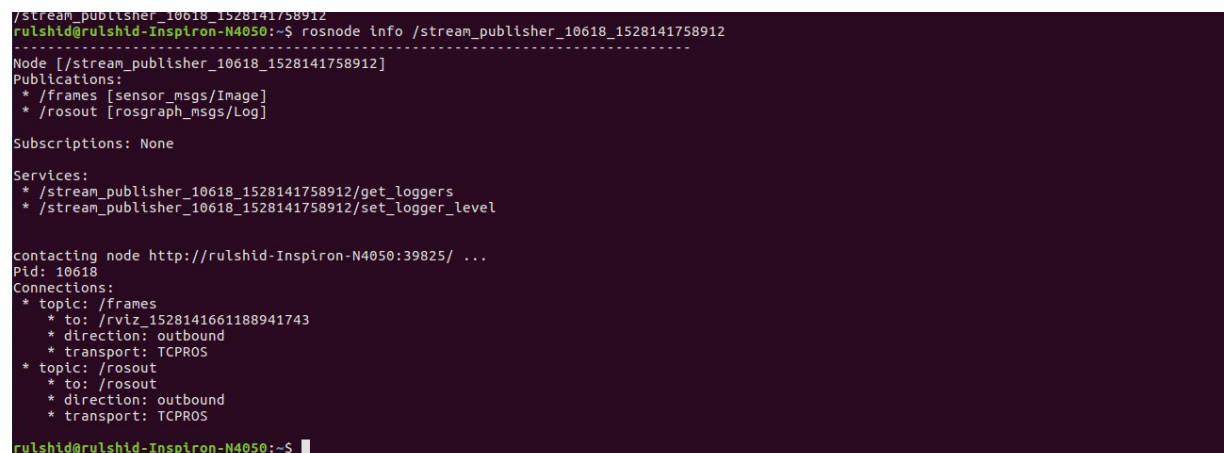 /stream_publisher_10618_1528141758912
rulshid@rulshid-Inspiron-N4050:~$ rosnode info /stream_publisher_10618_1528141758912
--------------------------------------------------------------------------------
Node [/stream_publisher_10618_1528141758912]
Publications:
 * /frames [sensor_msgs/Image]
 * /rosout [rosgraph_msgs/Log]

Subscriptions: None

Services:
 * /stream_publisher_10618_1528141758912/get_loggers
 * /stream_publisher_10618_1528141758912/set_logger_level


contacting node http://rulshid-Inspiron-N4050:39825/ ...
Pid: 10618
Connections:
 * topic: /frames
    * to: /rviz_1528141661188941743
    * direction: outbound
    * transport: TCPROS
 * topic: /rosout
    * to: /rosout
    * direction: outbound
    * transport: TCPROS

rulshid@rulshid-Inspiron-N4050:~$